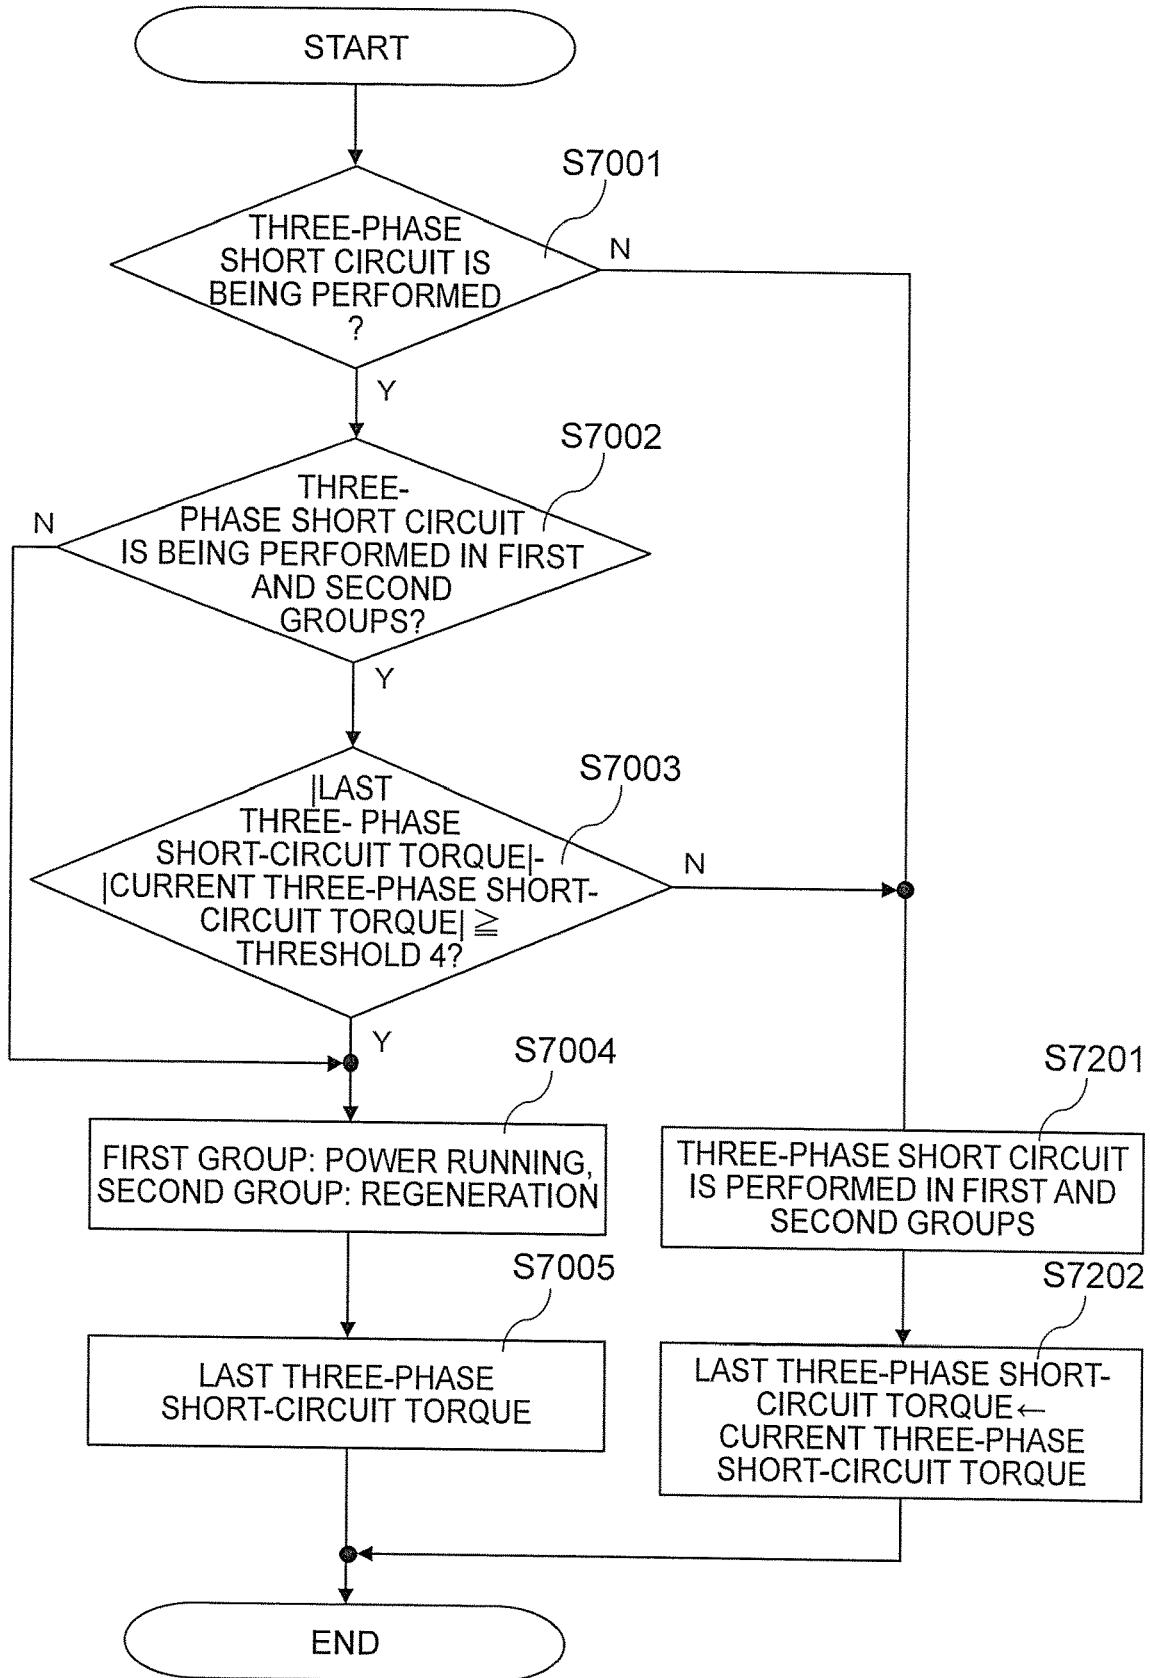 START
S7001
THREE-PHASE
SHORT CIRCUIT IS
BEING PERFORMED
?
N
Y
S7002
THREE-
PHASE SHORT CIRCUIT
IS BEING PERFORMED IN FIRST
AND SECOND
GROUPS?
N
Y
S7003
|LAST
THREE- PHASE
SHORT-CIRCUIT TORQUE|-
|CURRENT THREE-PHASE SHORT-
CIRCUIT TORQUE| ≧
THRESHOLD 4?
N
Y
S7004
FIRST GROUP: POWER RUNNING,
SECOND GROUP: REGENERATION
S7005
LAST THREE-PHASE
SHORT-CIRCUIT TORQUE
S7201
THREE-PHASE SHORT CIRCUIT
IS PERFORMED IN FIRST AND
SECOND GROUPS
S7202
LAST THREE-PHASE SHORT-
CIRCUIT TORQUE←
CURRENT THREE-PHASE
SHORT-CIRCUIT TORQUE
END